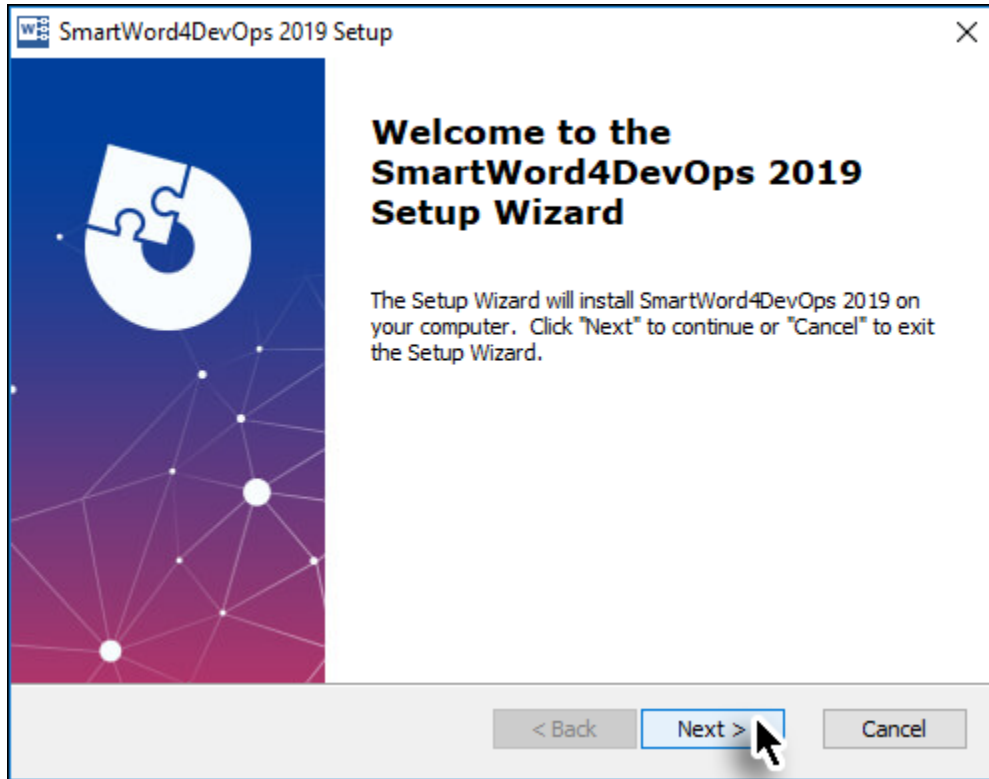 SmartWord4DevOps 2019 Setup
Welcome to the
SmartWord4DevOps 2019
Setup Wizard
The Setup Wizard will install SmartWord4DevOps 2019 on
your computer.  Click "Next" to continue or "Cancel" to exit
the Setup Wizard.
< Back
Next >
Cancel